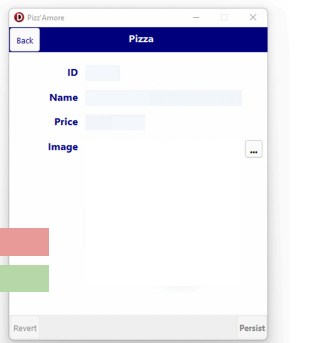 Pizz'Amore
Back
Pizza
ID
Name
Price
Image
...
Revert
Persist